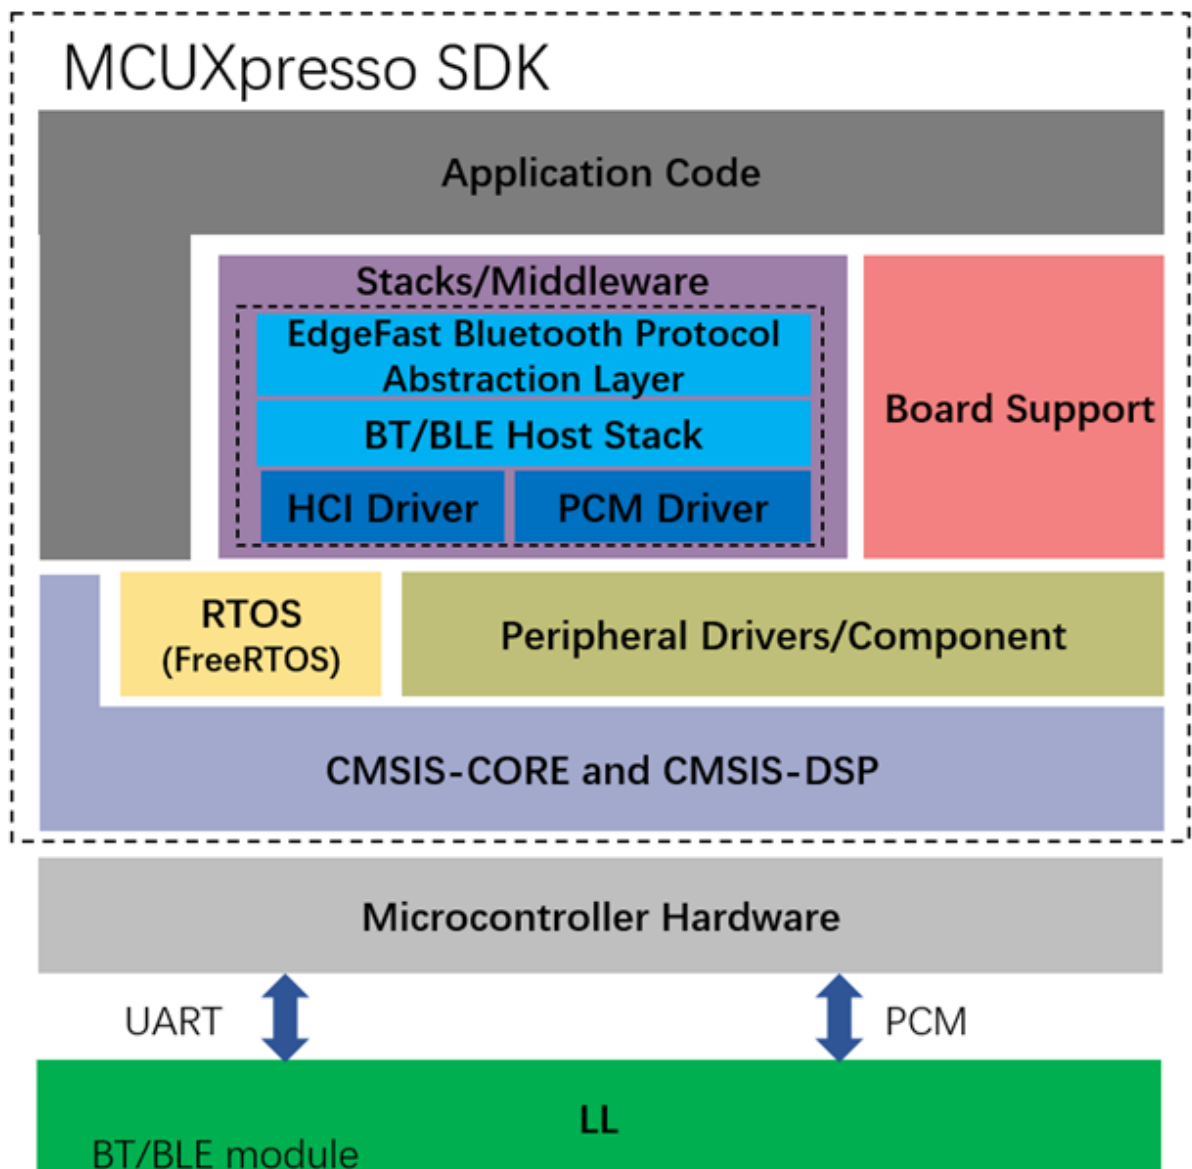 MCUXpresso SDK
Application Code
Stacks/Middleware
EdgeFast Bluetooth Protocol
Abstraction Layer
BT/BLE Host Stack
HCI Driver
PCM Driver
Board Support
RTOS
(FreeRTOS)
Peripheral Drivers/Component
CMSIS-CORE and CMSIS-DSP
Microcontroller Hardware
UART
PCM
LL
BT/BLE module